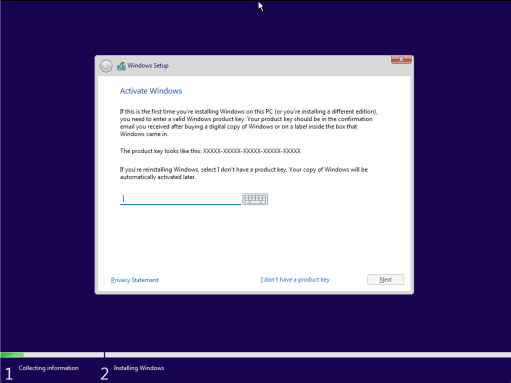 Windows Setup
Activate Windows
If this is the first time you're installing Windows on this PC (or you're installing a different edition),
you need to enter a valid Windows product key. Your product key should be in the confirmation
email you received after buying a digital copy of Windows or on a label inside the box that
Windows came in.
The product key looks like this: XXXXX-XXXXX-XXXXX-XXXXX-XXXXX
If you're reinstalling Windows, select I don't have a product key. Your copy of Windows will be
automatically activated later.
Privacy Statement
I don't have a product key
Next
1 Collecting information
2 Installing Windows